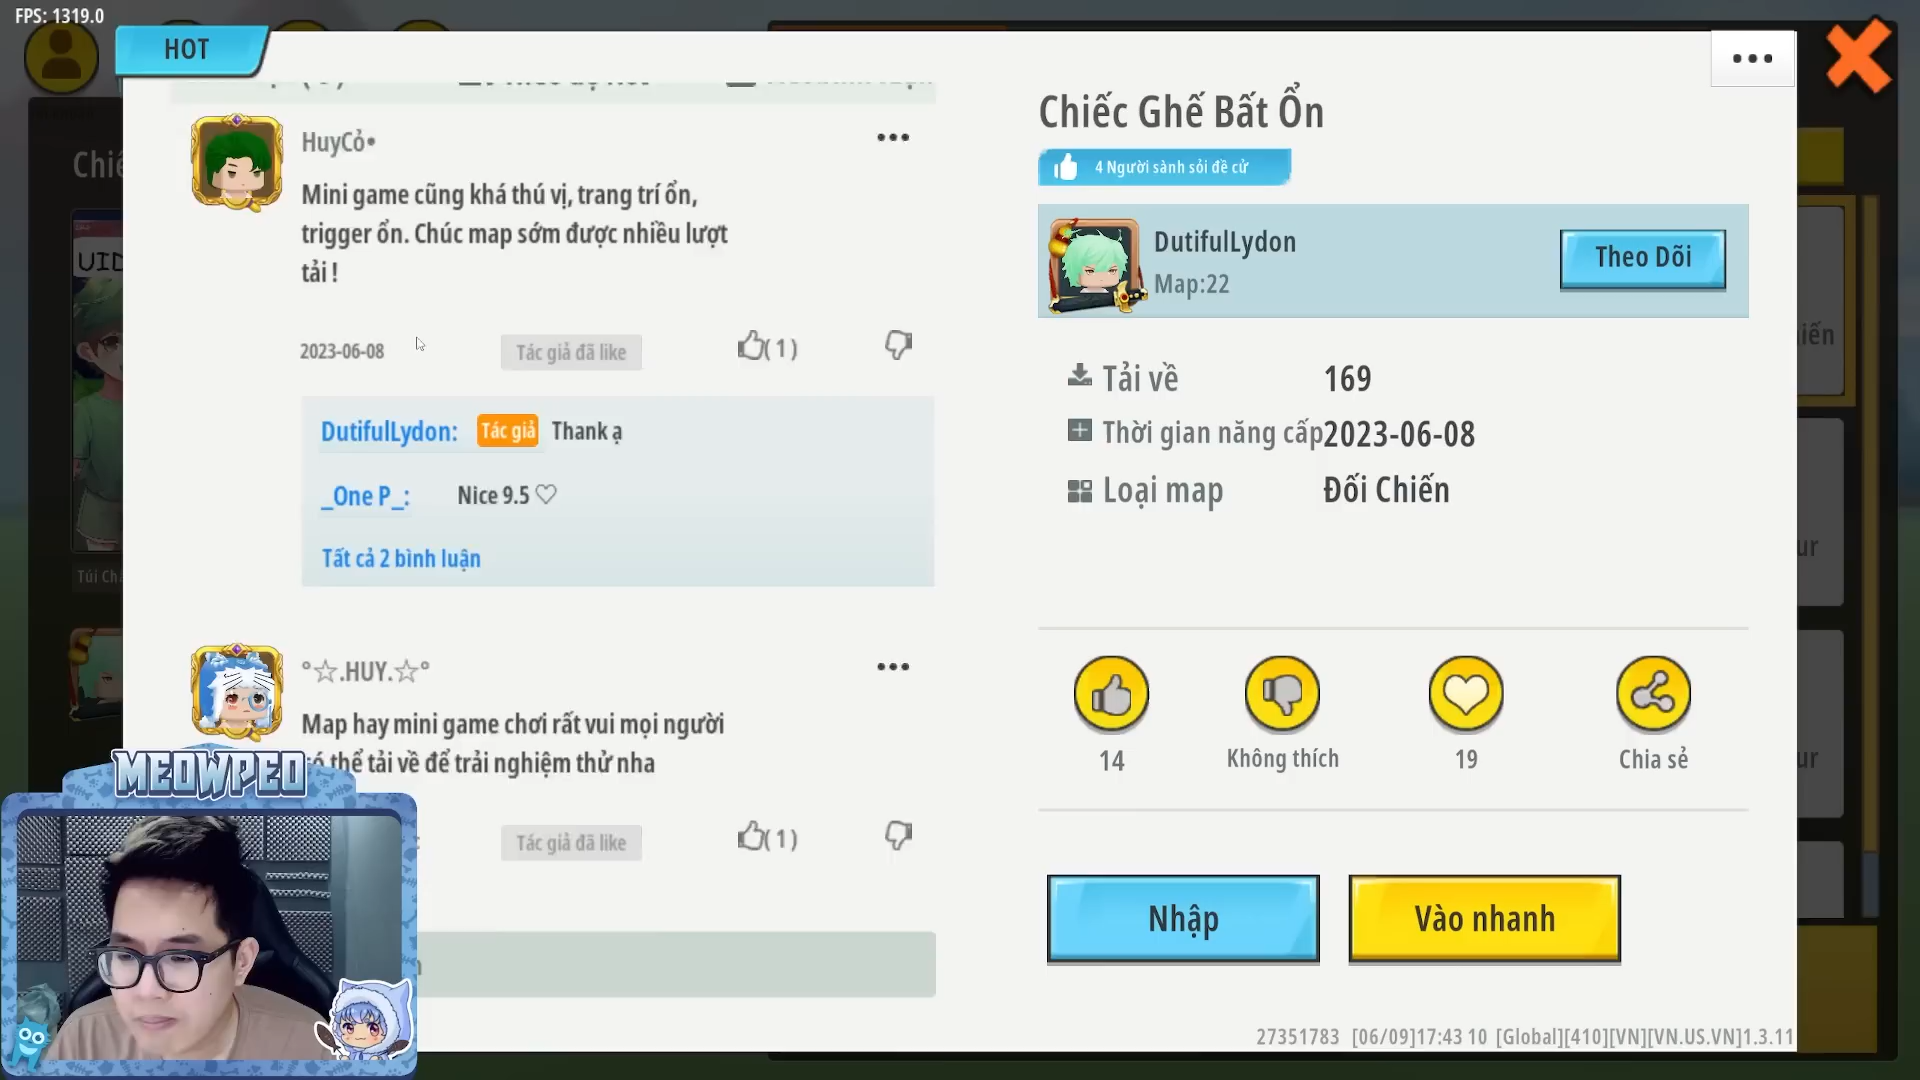 FPS: 1319.0
HOT
HuyCỏ•
Mini game cũng khá thú vị, trang trí ổn,
trigger ổn. Chúc map sớm được nhiều lượt
tải !
2023-06-08
Tác giả đã like
( 1 )
DutifulLydon: Tác giả Thank ạ
_One P_: Nice 9.5 ♡
Tất cả 2 bình luận
°☆.HUY.☆°
Map hay mini game chơi rất vui mọi người
thể tải về để trải nghiệm thử nha
Tác giả đã like
( 1 )
Chiếc Ghế Bất Ổn
4 Người sành sỏi đề cử
DutifulLydon
Map:22
Theo Dõi
Tải về 169
Thời gian nâng cấp 2023-06-08
Loại map Đối Chiến
14
Không thích
19
Chia sẻ
Nhập
Vào nhanh
27351783 [06/09]17:43 10 [Global][410][VN][VN.US.VN]1.3.11
MEOWPEO